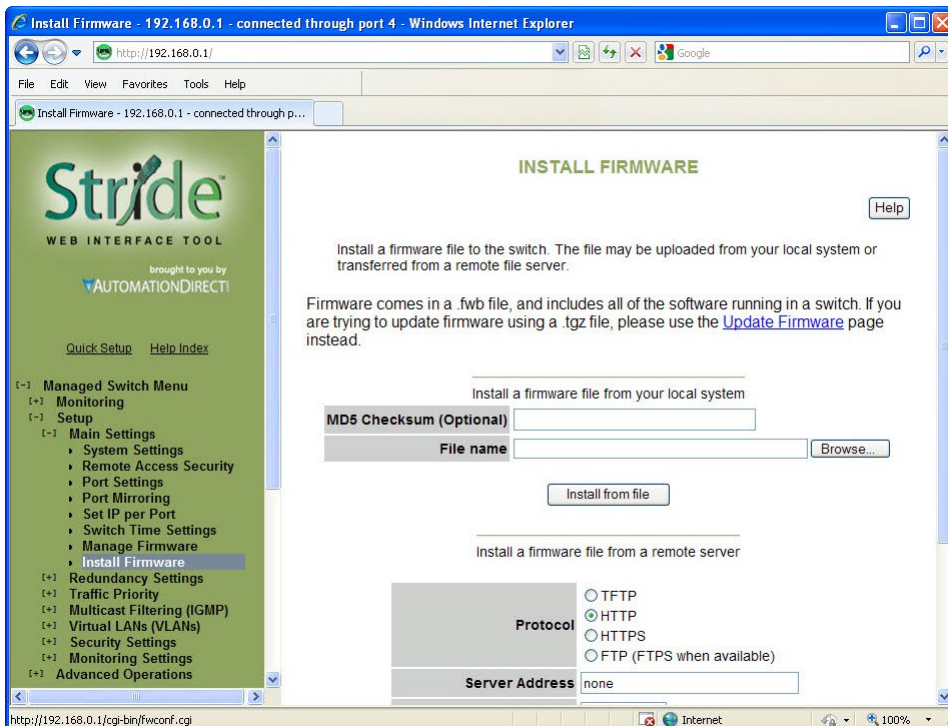 Install Firmware - 192.168.0.1 - connected through port 4 - Windows Internet Explorer
http://192.168.0.1/
Google
File Edit View Favorites Tools Help
Install Firmware - 192.168.0.1 - connected through p...
Stride™
WEB INTERFACE TOOL
brought to you by
AUTOMATIONDIRECT
Quick Setup Help Index
[-] Managed Switch Menu
[+] Monitoring
[-] Setup
[-] Main Settings
System Settings
Remote Access Security
Port Settings
Port Mirroring
Set IP per Port
Switch Time Settings
Manage Firmware
Install Firmware
[+] Redundancy Settings
[+] Traffic Priority
[+] Multicast Filtering (IGMP)
[+] Virtual LANs (VLANs)
[+] Security Settings
[+] Monitoring Settings
[+] Advanced Operations
INSTALL FIRMWARE
Help
Install a firmware file to the switch. The file may be uploaded from your local system or
transferred from a remote file server.
Firmware comes in a .fwb file, and includes all of the software running in a switch. If you
are trying to update firmware using a .tgz file, please use the Update Firmware page
instead.
Install a firmware file from your local system
MD5 Checksum (Optional)
File name Browse...
Install from file
Install a firmware file from a remote server
Protocol
TFTP
HTTP
HTTPS
FTP (FTPS when available)
Server Address none
http://192.168.0.1/cgi-bin/fwconf.cgi
Internet
100%